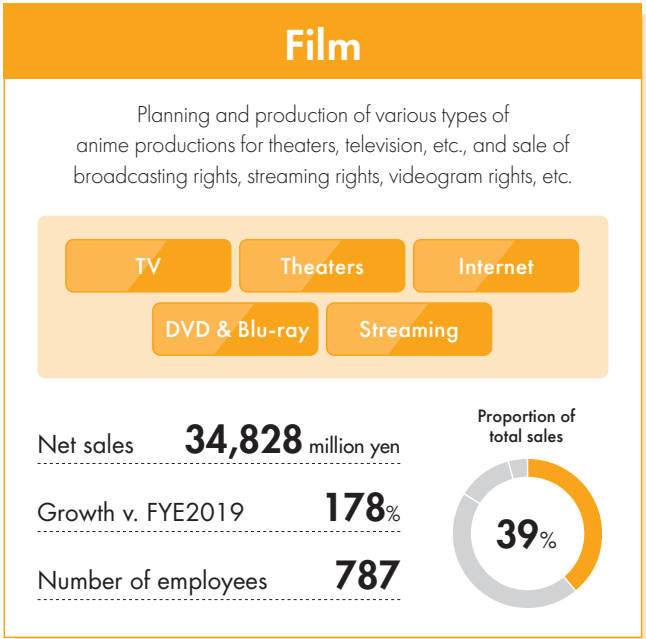 Film
Planning and production of various types of
anime productions for theaters, television, etc., and sale of
broadcasting rights, streaming rights, videogram rights, etc.
TV
Theaters
Internet
DVD & Blu-ray
Streaming
Net sales 34,828 million yen
Growth v. FYE2019 178%
Number of employees 787
Proportion of
total sales
39%